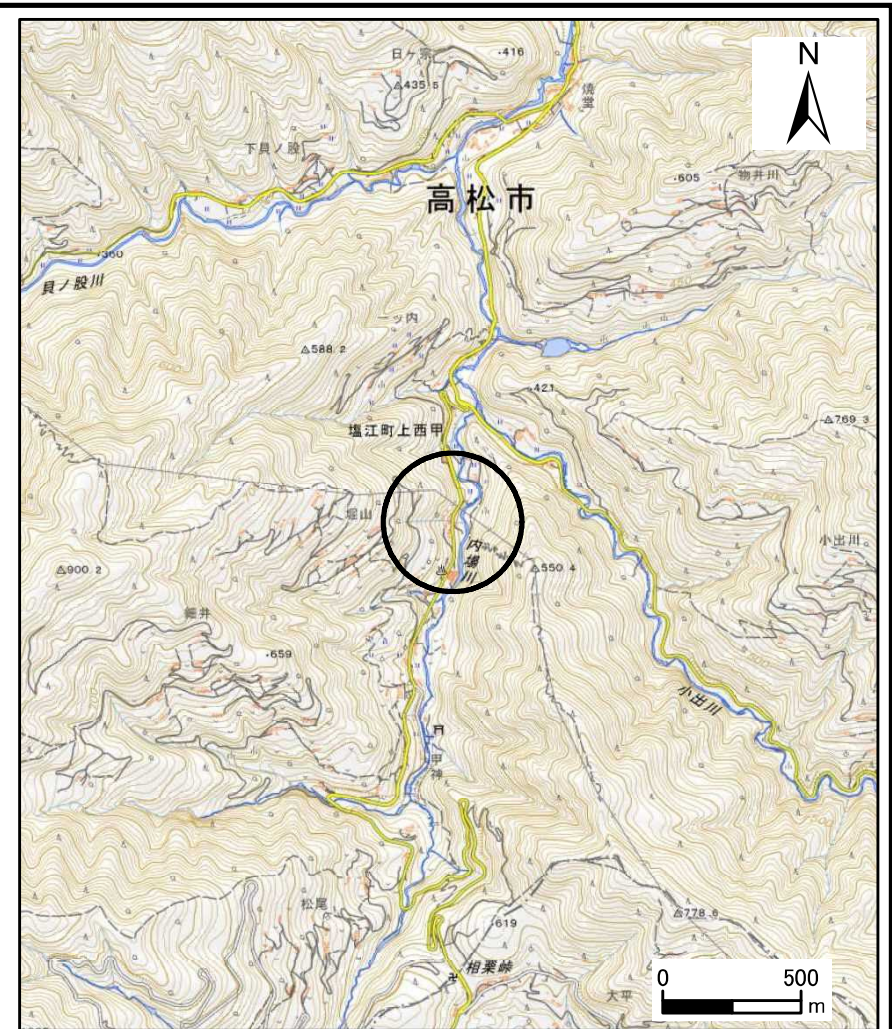 日ヶ宗
・416
△435.5
焼堂
N
下貝ノ股
・605
物井川
高松市
・360
貝ノ股川
一ッ内
△588.2
・421
塩江町上西甲
△769.3
堀山
内場川
小出川
△900.2
△550.4
細井
・659
小出川
甲神
松尾
△778.6
・619
相栗峠
大平
0 500
m